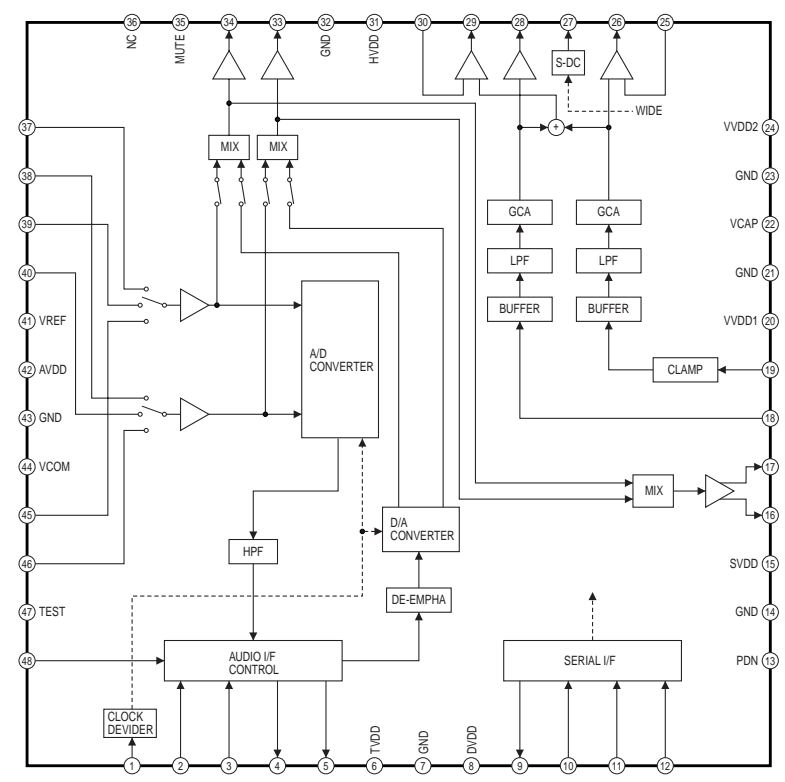 36 35 34 33 32 31 30 29 28 27 26 25
NC MUTE GND HVDD
S-DC
WIDE
37
MIX MIX
+
VVDD2 24
38
GND 23
39
GCA GCA
VCAP 22
40
LPF LPF
GND 21
41 VREF
BUFFER BUFFER
VVDD1 20
A/D
CONVERTER
42 AVDD
CLAMP
19
43 GND
18
44 VCOM
17
MIX
45
16
D/A
CONVERTER
46
HPF
SVDD 15
DE-EMPHA
47 TEST
GND 14
48
AUDIO I/F
CONTROL
SERIAL I/F
PDN 13
CLOCK
DEVIDER
TVDD GND DVDD
1 2 3 4 5 6 7 8 9 10 11 12